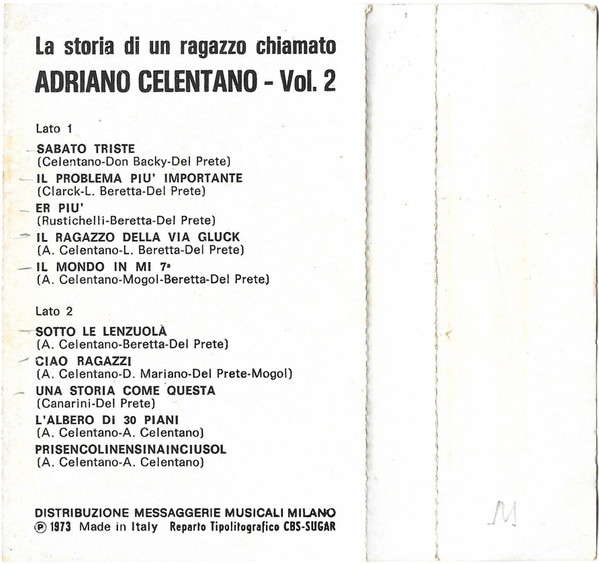 La storia di un ragazzo chiamato
ADRIANO CELENTANO - Vol. 2
Lato 1
SABATO TRISTE
(Celentano-Don Backy-Del Prete)
IL PROBLEMA PIU' IMPORTANTE
(Clarck-L. Beretta-Del Prete)
ER PIU'
(Rustichelli-Beretta-Del Prete)
IL RAGAZZO DELLA VIA GLUCK
(A. Celentano-L. Beretta-Del Prete)
IL MONDO IN MI 7ª
(A. Celentano-Mogol-Beretta-Del Prete)
Lato 2
SOTTO LE LENZUOLÀ
(A. Celentano-Beretta-Del Prete)
CIAO RAGAZZI
(A. Celentano-D. Mariano-Del Prete-Mogol)
UNA STORIA COME QUESTA
(Canarini-Del Prete)
L'ALBERO Di 30 PIANI
(A. Celentano-A. Celentano)
PRISENCOLINENSINAINCIUSOL
(A. Celentano-A. Celentano)
DISTRIBUZIONE MESSAGGERIE MUSICALI MILANO
Ⓟ 1973 Made in Italy Reparto Tipolitografico CBS-SUGAR